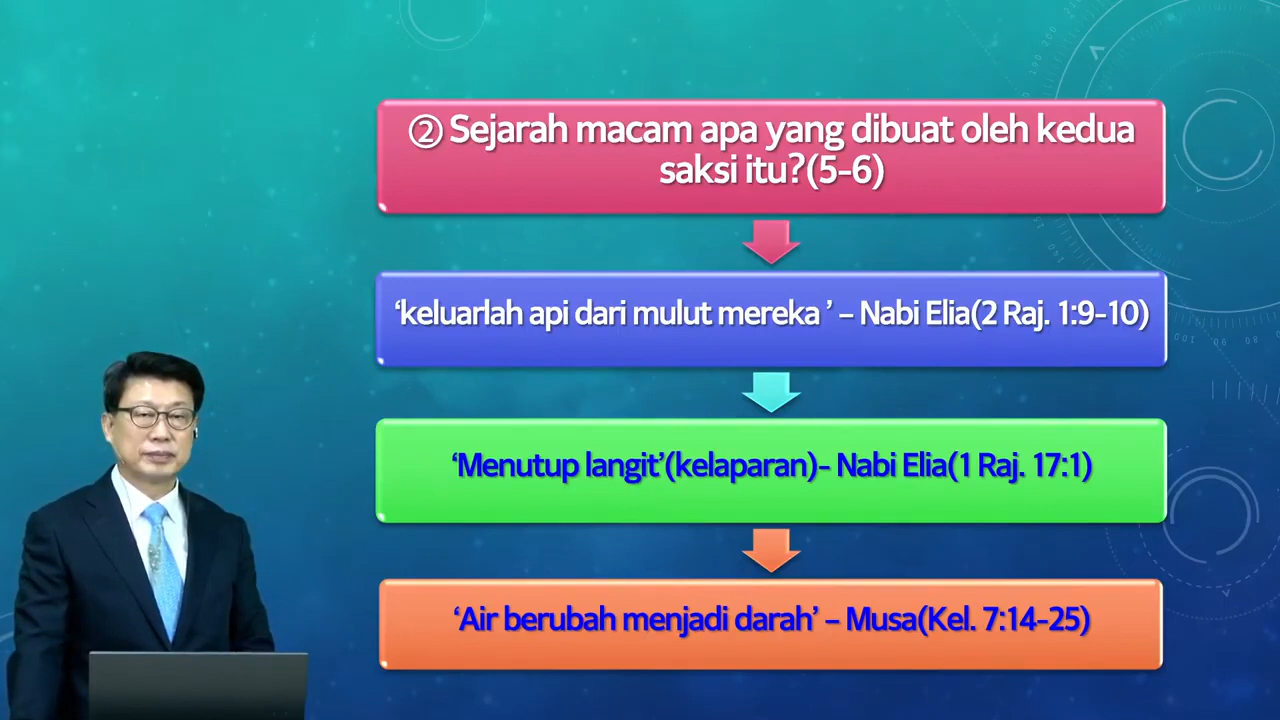 ② Sejarah macam apa yang dibuat oleh kedua
saksi itu?(5-6)
‘keluarlah api dari mulut mereka ’ – Nabi Elia(2 Raj. 1:9-10)
‘Menutup langit’(kelaparan)- Nabi Elia(1 Raj. 17:1)
‘Air berubah menjadi darah’ – Musa(Kel. 7:14-25)